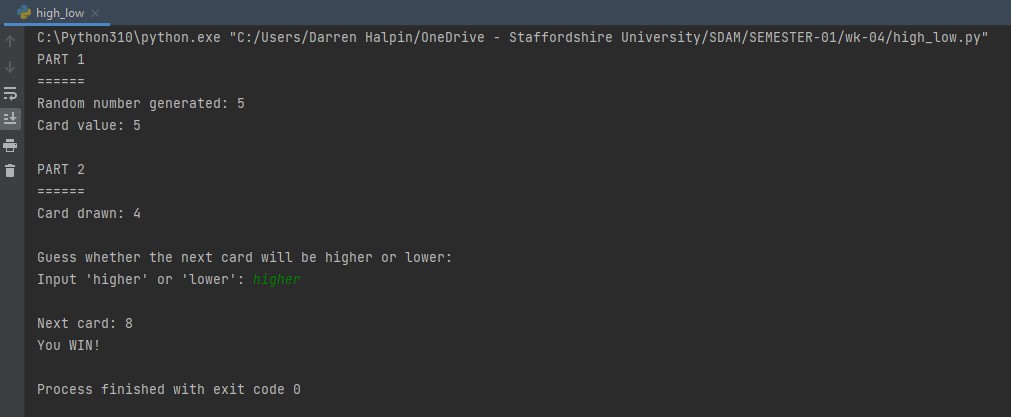 high_low
C:\Python310\python.exe "C:/Users/Darren Halpin/OneDrive - Staffordshire University/SDAM/SEMESTER-01/wk-04/high_low.py"
PART 1
======
Random number generated: 5
Card value: 5
PART 2
======
Card drawn: 4
Guess whether the next card will be higher or lower:
Input 'higher' or 'lower': higher
Next card: 8
You WIN!
Process finished with exit code 0